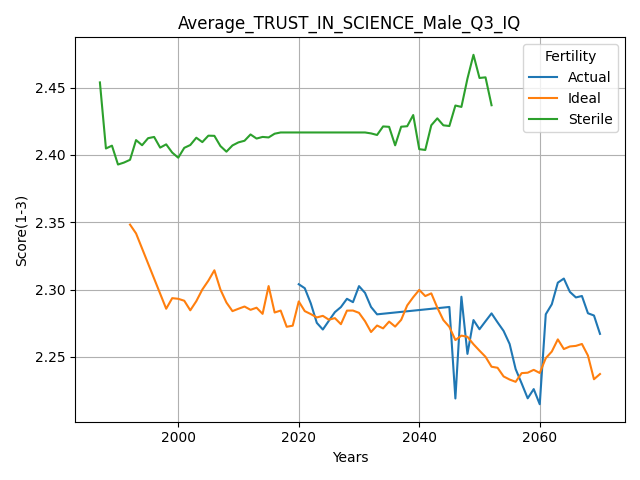 Average_TRUST_IN_SCIENCE_Male_Q3_IQ
Fertility
Actual
Ideal
Sterile
2.45
2.40
2.35
2.30
2.25
Score(1-3)
2000
2020
2040
2060
Years